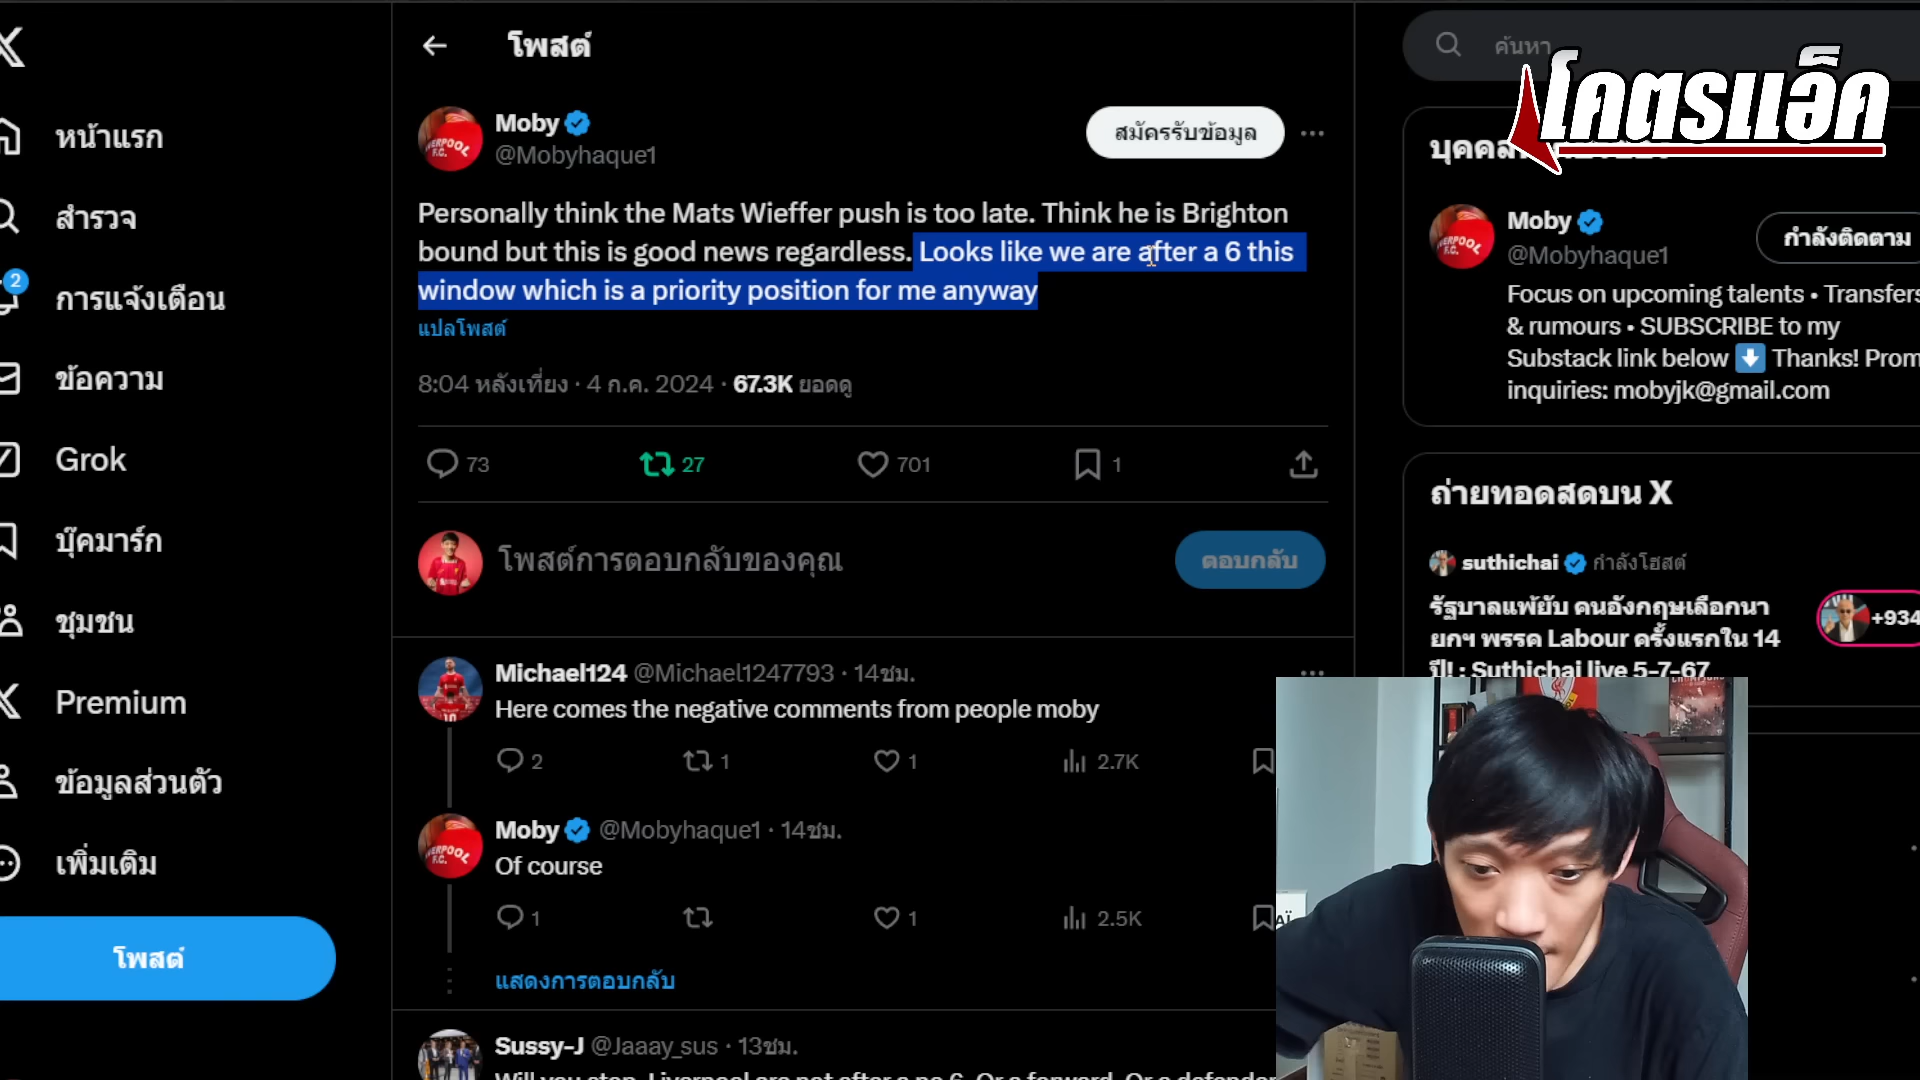 โพสต์
ค้นหา
โคตรแอ็ค
หน้าแรก
สำรวจ
2
การแจ้งเตือน
ข้อความ
Grok
บุ๊คมาร์ก
ชุมชน
Premium
ข้อมูลส่วนตัว
เพิ่มเติม
โพสต์
Moby
@Mobyhaque1
สมัครรับข้อมูล
Personally think the Mats Wieffer push is too late. Think he is Brighton
bound but this is good news regardless. Looks like we are after a 6 this
window which is a priority position for me anyway
แปลโพสต์
8:04 หลังเที่ยง · 4 ก.ค. 2024 · 67.3K ยอดดู
73 27 701 1
โพสต์การตอบกลับของคุณ
ตอบกลับ
Michael124 @Michael1247793 · 14ชม.
Here comes the negative comments from people moby
2 1 1 2.7K
Moby @Mobyhaque1 · 14ชม.
Of course
1 1 2.5K
แสดงการตอบกลับ
Sussy-J @Jaaay_sus · 13ชม.
Will you stop. Liverpool are not after a no 6. Or a forward. Or a defender
Moby
@Mobyhaque1
กำลังติดตาม
Focus on upcoming talents • Transfers
& rumours • SUBSCRIBE to my
Substack link below ⬇️ Thanks! Prom
inquiries: mobyjk@gmail.com
ถ่ายทอดสดบน X
suthichai กำลังโฮสต์
รัฐบาลแพ้ยับ คนอังกฤษเลือกนา
ยกฯ พรรค Labour ครั้งแรกใน 14
ปี! : Suthichai live 5-7-67
+934